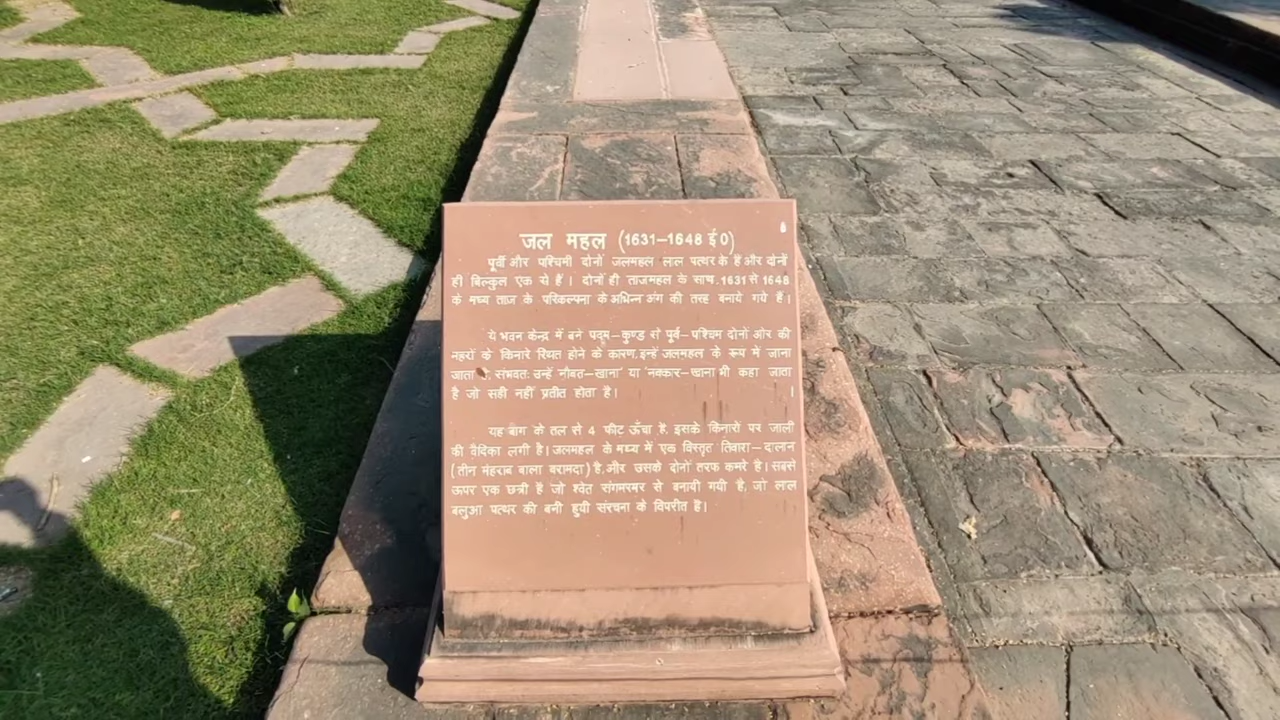 जल महल (1631–1648 ई0)
पूर्वी और पश्चिमी दोनों जलमहल लाल पत्थर के हैं और दोनों
ही बिल्कुल एक से हैं । दोनों ही ताजमहल के साथ, 1631 से 1648
के मध्य ताज के परिकल्पना के अभिन्न अंग की तरह बनाये गये हैं ।
ये भवन केन्द्र में बने पद्म–कुण्ड से पूर्व–पश्चिम दोनों ओर की
नहरों के किनारे स्थित होने के कारण, इन्हें जलमहल के रूप में जाना
जाता है, संभवतः उन्हें 'नौबत–खाना' या 'नक्कार–खाना भी कहा जाता
है जो सही नहीं प्रतीत होता है ।
यह बाग के तल से 4 फीट ऊँचा है, इसके किनारों पर जाली
की वेदिका लगी है । जलमहल के मध्य में एक विस्तृत तिवारा–दालान
(तीन मेहराब वाला बरामदा) है, और उसके दोनों तरफ कमरे है । सबसे
ऊपर एक छत्री है जो श्वेत संगमरमर से बनायी गयी है, जो लाल
बलुआ पत्थर की बनी हुयी संरचना के विपरीत है ।